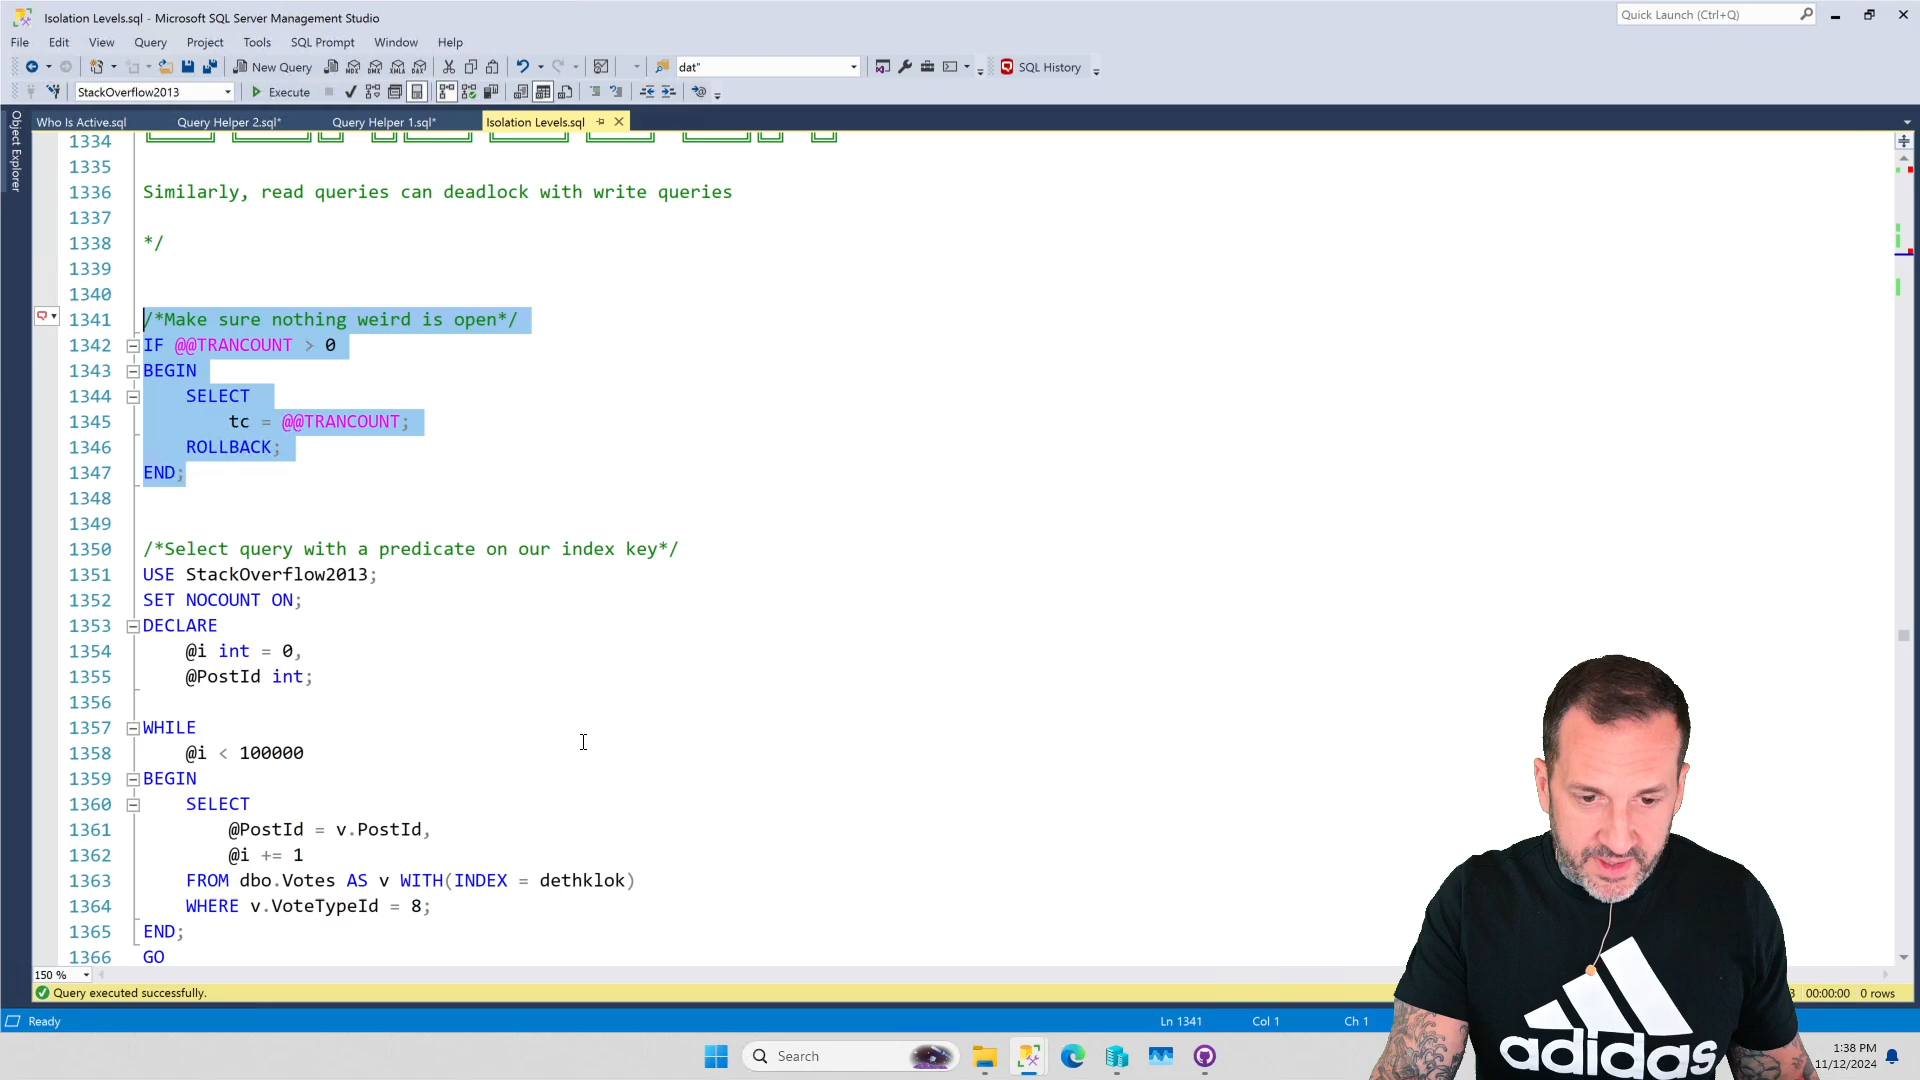 Isolation Levels.sql - Microsoft SQL Server Management Studio
Quick Launch (Ctrl+Q)
File Edit View Query Project Tools Window SQL Prompt Help
New Query
dat"
SQL History
StackOverflow2013
Execute
Who Is Active.sql
Query Helper 2.sql*
Query Helper 1.sql*
Isolation Levels.sql
Object Explorer
1334
1335
1336 Similarly, read queries can deadlock with write queries
1337
1338 */
1339
1340
1341 /*Make sure nothing weird is open*/
1342 IF @@TRANCOUNT > 0
1343 BEGIN
1344 SELECT
1345 tc = @@TRANCOUNT;
1346 ROLLBACK;
1347 END;
1348
1349
1350 /*Select query with a predicate on our index key*/
1351 USE StackOverflow2013;
1352 SET NOCOUNT ON;
1353 DECLARE
1354 @i int = 0,
1355 @PostId int;
1356
1357 WHILE
1358 @i < 100000
1359 BEGIN
1360 SELECT
1361 @PostId = v.PostId,
1362 @i += 1
1363 FROM dbo.Votes AS v WITH(INDEX = dethklok)
1364 WHERE v.VoteTypeId = 8;
1365 END;
1366 GO
150 %
Query executed successfully.
00:00:00 0 rows
Ready
Ln 1341 Col 1 Ch 1
Search
adidas
1:38 PM
11/12/2024